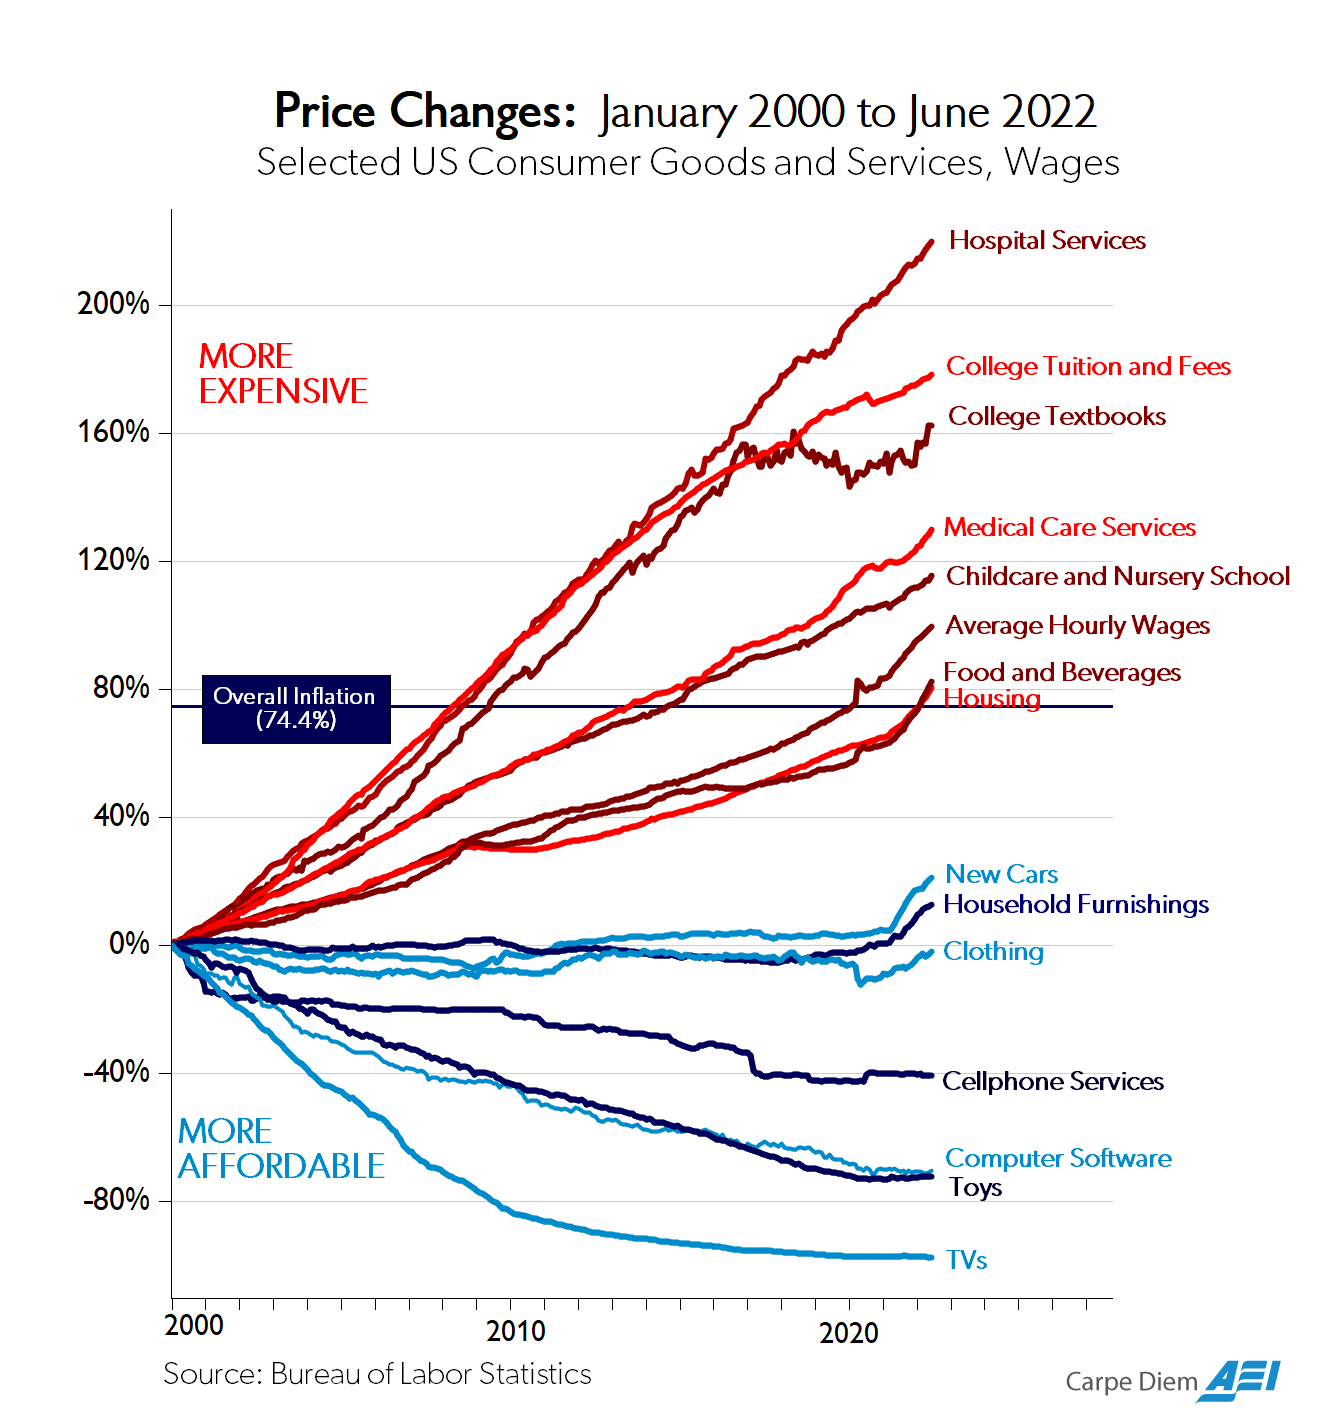 Price Changes: January 2000 to June 2022
Selected US Consumer Goods and Services, Wages
Hospital Services
200%
MORE
EXPENSIVE
College Tuition and Fees
College Textbooks
160%
Medical Care Services
120%
Childcare and Nursery School
Average Hourly Wages
Food and Beverages
80%
Housing
Overall Inflation
(74.4%)
40%
New Cars
Household Furnishings
0%
Clothing
-40%
Cellphone Services
MORE
AFFORDABLE
Computer Software
Toys
-80%
TVs
2000
2010
2020
Source: Bureau of Labor Statistics
Carpe Diem AEI